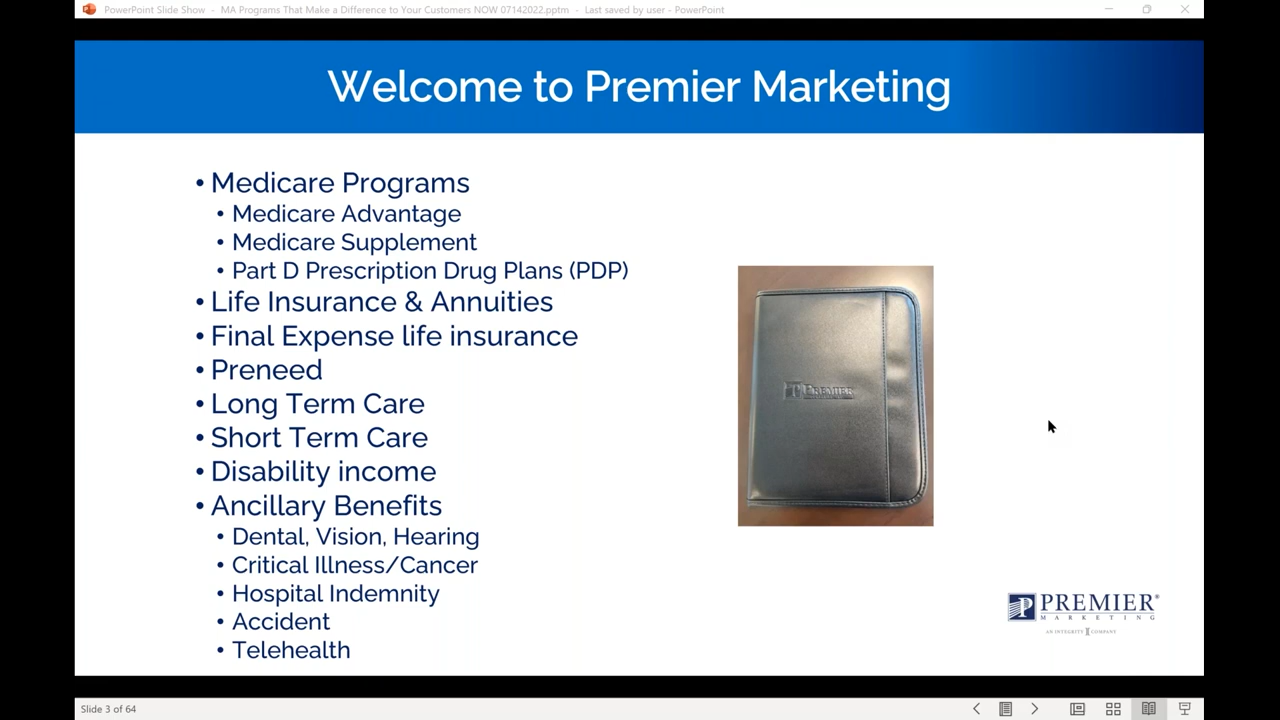 PowerPoint Slide Show - MA Programs That Make a Difference to Your Customers NOW 07142022.pptm - Last saved by user - PowerPoint
Welcome to Premier Marketing
• Medicare Programs
• Medicare Advantage
• Medicare Supplement
• Part D Prescription Drug Plans (PDP)
• Life Insurance & Annuities
• Final Expense life insurance
• Preneed
• Long Term Care
• Short Term Care
• Disability income
• Ancillary Benefits
• Dental, Vision, Hearing
• Critical Illness/Cancer
• Hospital Indemnity
• Accident
• Telehealth
PREMIER
PREMIER®
MARKETING
AN INTEGRITY COMPANY
Slide 3 of 64